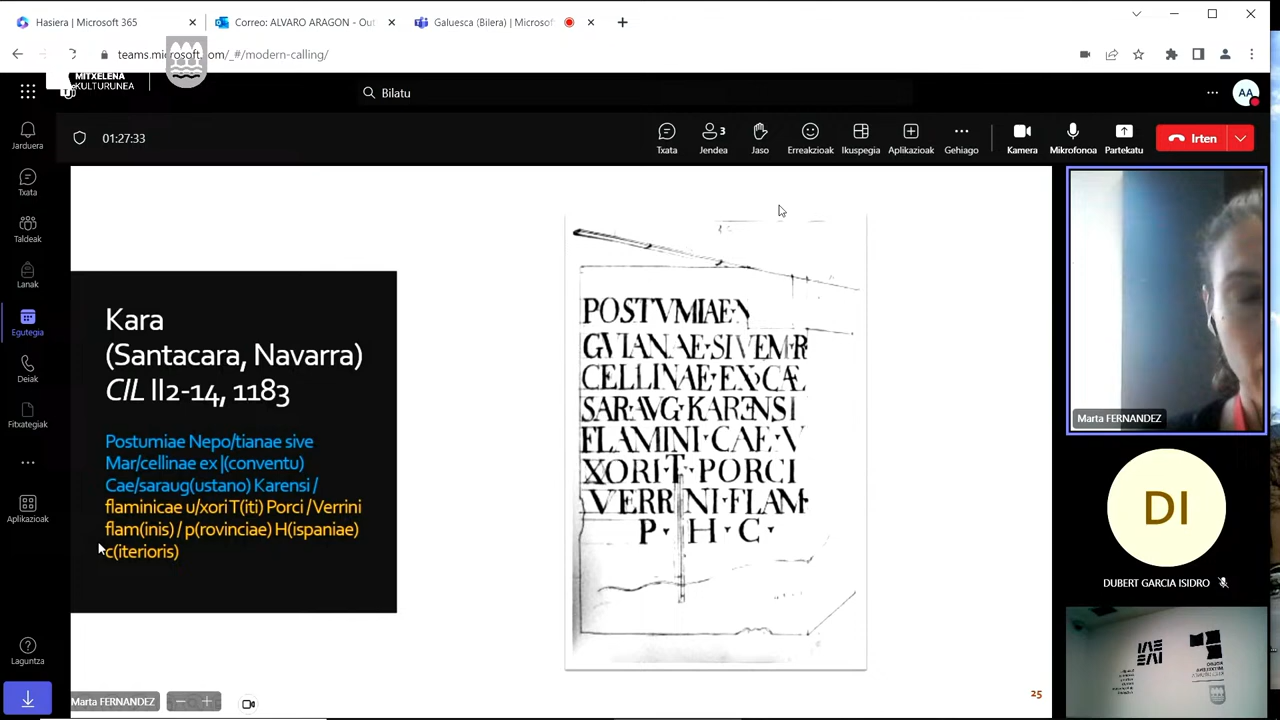 Hasiera | Microsoft 365
Correo: ALVARO ARAGON - Out
Galuesca (Bilera) | Microsoft
teams.microsoft.com/_#/modern-calling/
MITXELENA
KULTURUNEA
Bilatu
AA
01:27:33
3
Txata
Jendea
Jaso
Erreakzioak
Ikuspegia
Aplikazioak
Gehiago
Kamera
Mikrofonoa
Partekatu
Irten
Jarduera
Txata
Taldeak
Lanak
Egutegia
Deiak
Fitxategiak
Aplikazioak
Laguntza
Kara
(Santacara, Navarra)
CIL II2-14, 1183
Postumiae Nepo/tianae sive
Mar/cellinae ex |(conventu)
Cae/saraug(ustano) Karensi /
flaminicae u/xori T(iti) Porci / Verrini
flam(inis) / p(rovinciae) H(ispaniae)
c(iterioris)
POSTVMIAE·N
GVIANAE·SIVEM·R
CELLINAE·EX·CAE
SARAVG·KARENSI
FLAMINI·CAE·V
XORI·T·PORCI
VERRINI·FLAM·
P·H·C·
25
Marta FERNANDEZ
Marta FERNANDEZ
DI
DUBERT GARCIA ISIDRO